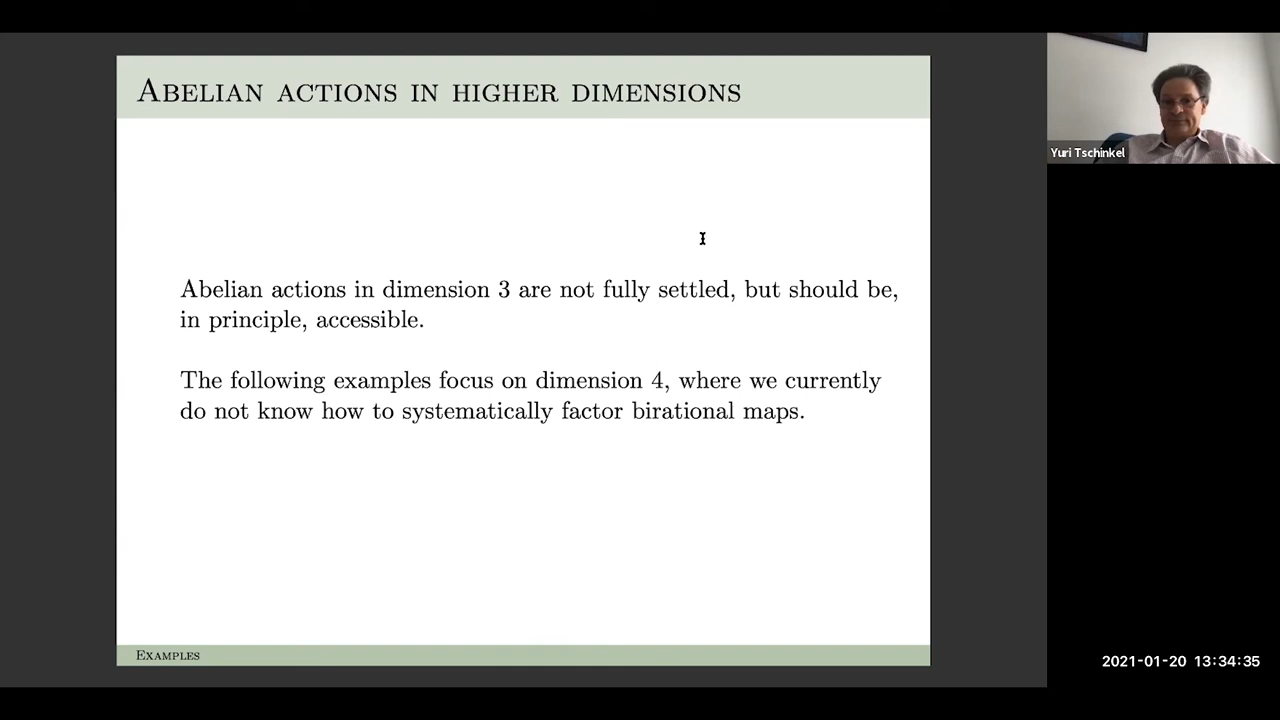 ABELIAN ACTIONS IN HIGHER DIMENSIONS
Yuri Tschinkel
Abelian actions in dimension 3 are not fully settled, but should be,
in principle, accessible.
The following examples focus on dimension 4, where we currently
do not know how to systematically factor birational maps.
EXAMPLES
2021-01-20 13:34:35